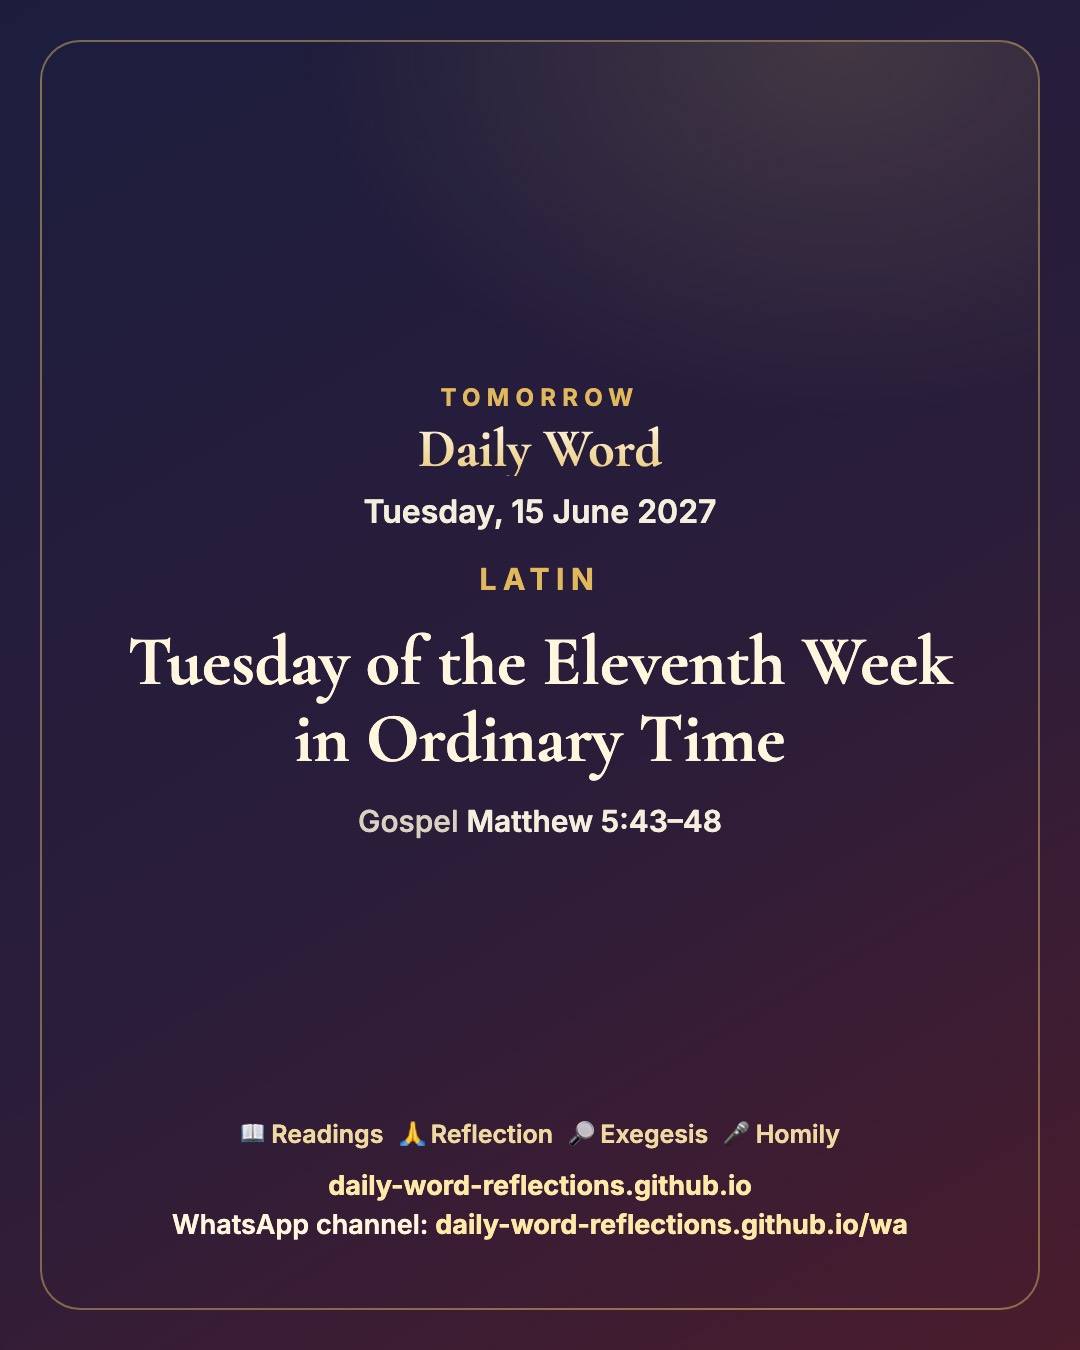 TOMORROW
Daily Word
Tuesday, 15 June 2027
LATIN
Tuesday of the Eleventh Week
in Ordinary Time
Gospel Matthew 5:43–48
📖 Readings 🙏 Reflection 🔎 Exegesis 🎤 Homily
daily-word-reflections.github.io
WhatsApp channel: daily-word-reflections.github.io/wa